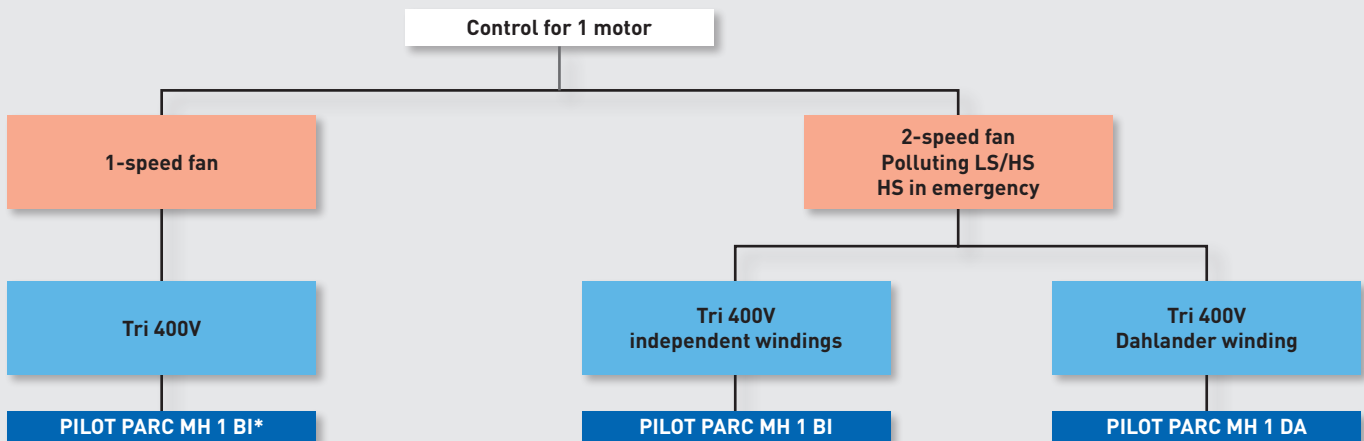 Control for 1 motor
1-speed fan
2-speed fan
Polluting LS/HS
HS in emergency
Tri 400V
Tri 400V
independent windings
Tri 400V
Dahlander winding
PILOT PARC MH 1 BI*
PILOT PARC MH 1 BI
PILOT PARC MH 1 DA